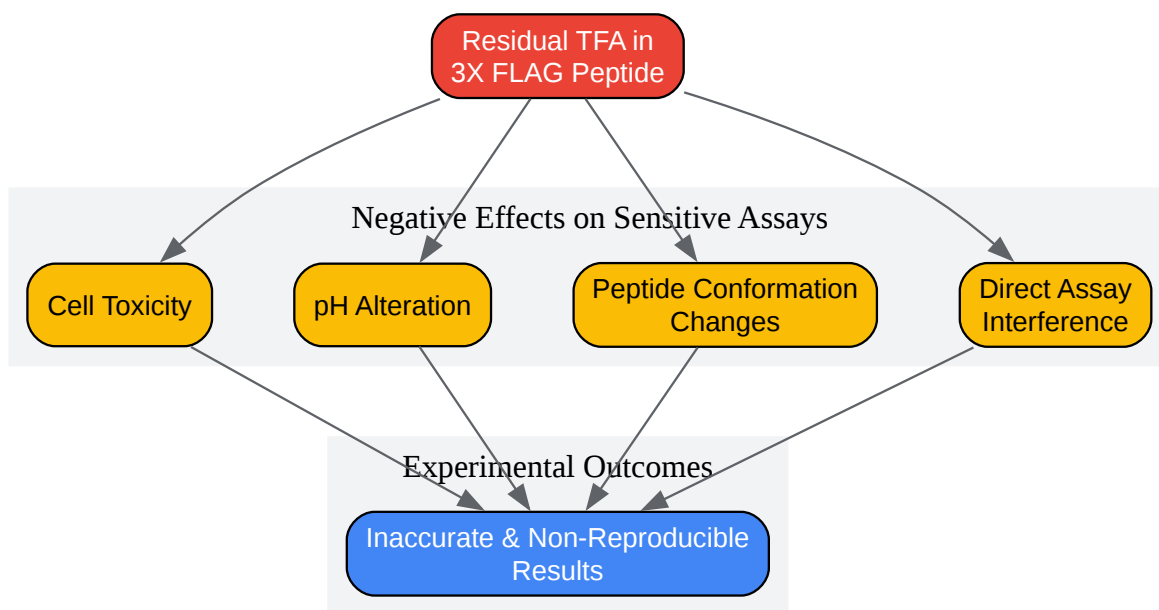 Residual TFA in
3X FLAG Peptide
Negative Effects on Sensitive Assays
Cell Toxicity
pH Alteration
Peptide Conformation
Changes
Direct Assay
Interference
Experimental Outcomes
Inaccurate & Non-Reproducible
Results